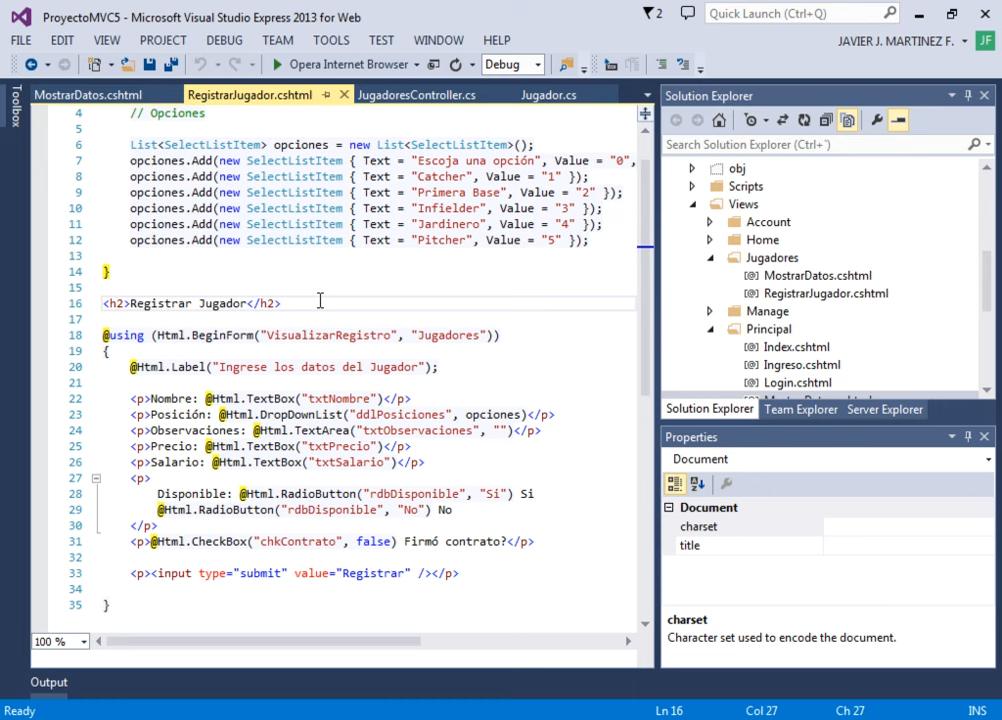 ProyectoMVC5 - Microsoft Visual Studio Express 2013 for Web
2
Quick Launch (Ctrl+Q)
FILE EDIT VIEW PROJECT DEBUG TEAM TOOLS TEST WINDOW HELP
JAVIER J. MARTINEZ F. JF
Opera Internet Browser
Debug
Toolbox
MostrarDatos.cshtml RegistrarJugador.cshtml JugadoresController.cs Jugador.cs
4 // Opciones
5
6 List<SelectListItem> opciones = new List<SelectListItem>();
7 opciones.Add(new SelectListItem { Text = "Escoja una opción", Value = "0",
8 opciones.Add(new SelectListItem { Text = "Catcher", Value = "1" });
9 opciones.Add(new SelectListItem { Text = "Primera Base", Value = "2" });
10 opciones.Add(new SelectListItem { Text = "Infielder", Value = "3" });
11 opciones.Add(new SelectListItem { Text = "Jardinero", Value = "4" });
12 opciones.Add(new SelectListItem { Text = "Pitcher", Value = "5" });
13
14 }
15
16 <h2>Registrar Jugador</h2>
17
18 @using (Html.BeginForm("VisualizarRegistro", "Jugadores"))
19 {
20 @Html.Label("Ingrese los datos del Jugador");
21
22 <p>Nombre: @Html.TextBox("txtNombre")</p>
23 <p>Posición: @Html.DropDownList("ddlPosiciones", opciones)</p>
24 <p>Observaciones: @Html.TextArea("txtObservaciones", "")</p>
25 <p>Precio: @Html.TextBox("txtPrecio")</p>
26 <p>Salario: @Html.TextBox("txtSalario")</p>
27 <p>
28 Disponible: @Html.RadioButton("rdbDisponible", "Si") Si
29 @Html.RadioButton("rdbDisponible", "No") No
30 </p>
31 <p>@Html.CheckBox("chkContrato", false) Firmó contrato?</p>
32
33 <p><input type="submit" value="Registrar" /></p>
34
35 }
100 %
Output
Solution Explorer
Search Solution Explorer (Ctrl+`)
obj
Scripts
Views
Account
Home
Jugadores
MostrarDatos.cshtml
RegistrarJugador.cshtml
Manage
Principal
Index.cshtml
Ingreso.cshtml
Login.cshtml
Solution Explorer Team Explorer Server Explorer
Properties
Document
Document
charset
title
charset
Character set used to encode the document.
Ready
Ln 16 Col 27 Ch 27 INS